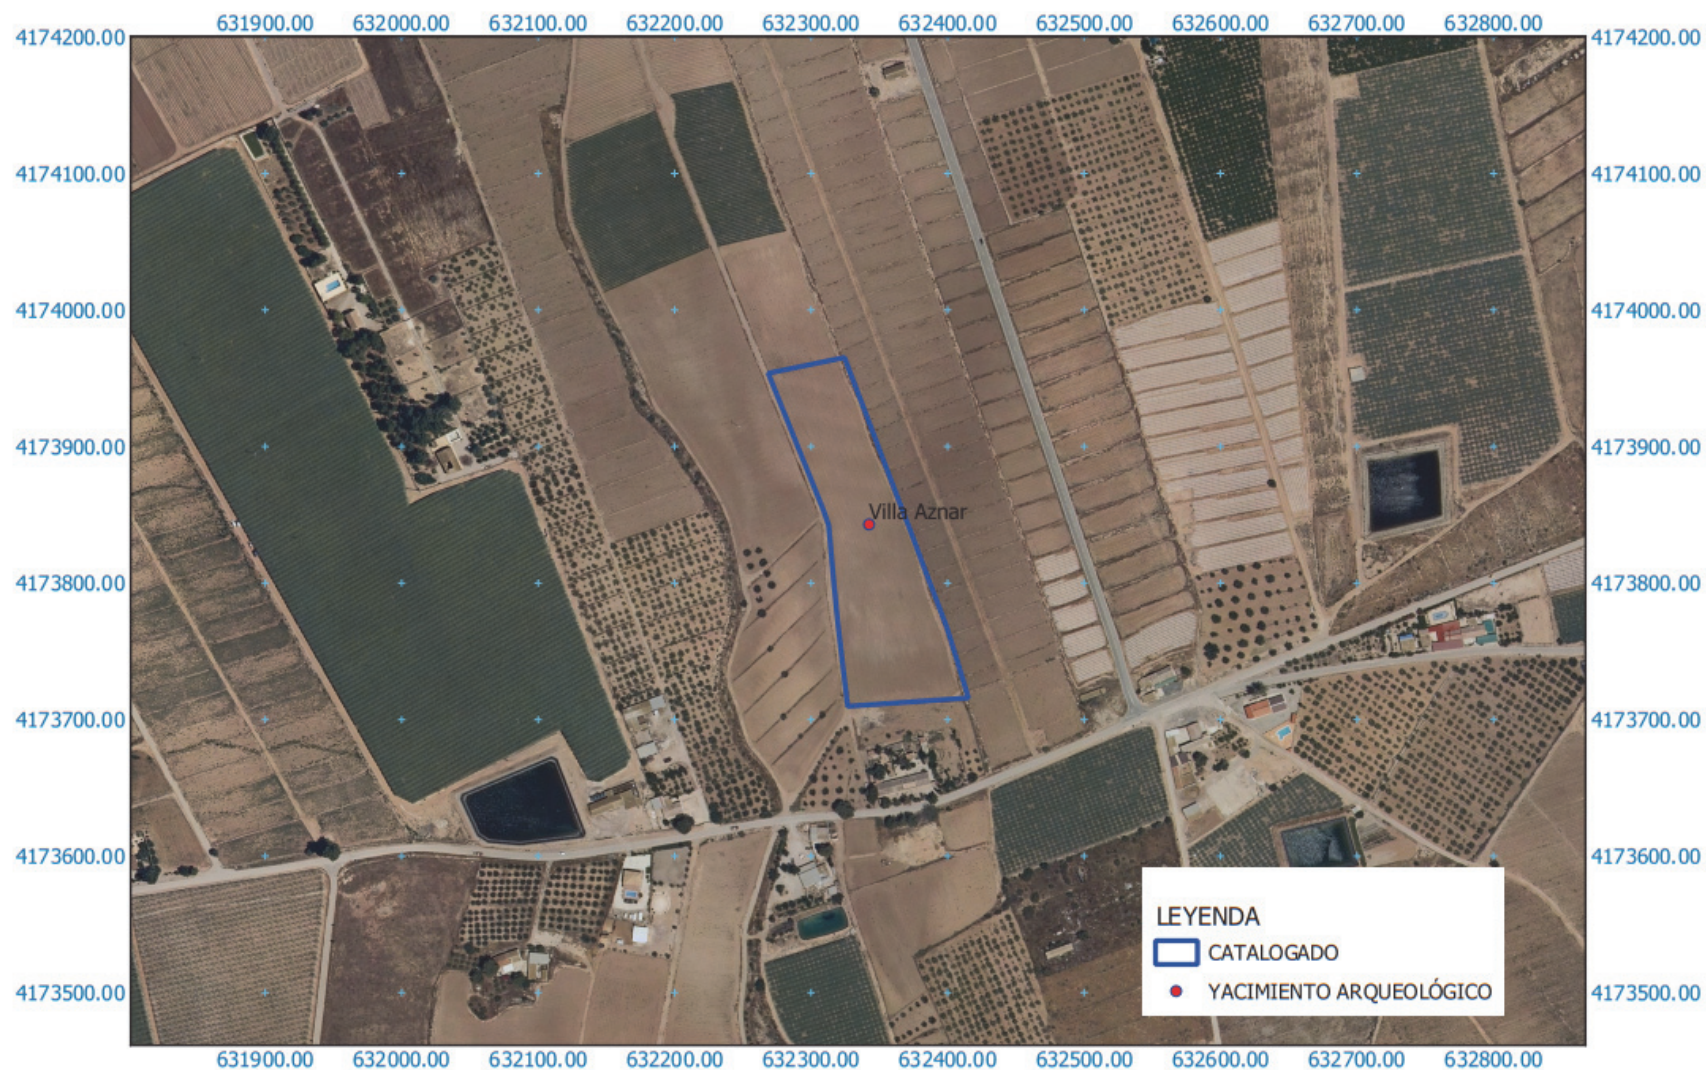 631900.00 632000.00 632100.00 632200.00 632300.00 632400.00 632500.00 632600.00 632700.00 632800.00
4174200.00 4174200.00
4174100.00 4174100.00
4174000.00 4174000.00
4173900.00 4173900.00
Villa Aznar
4173800.00 4173800.00
4173700.00 4173700.00
4173600.00 4173600.00
LEYENDA
CATALOGADO
YACIMIENTO ARQUEOLÓGICO
4173500.00 4173500.00
631900.00 632000.00 632100.00 632200.00 632300.00 632400.00 632500.00 632600.00 632700.00 632800.00